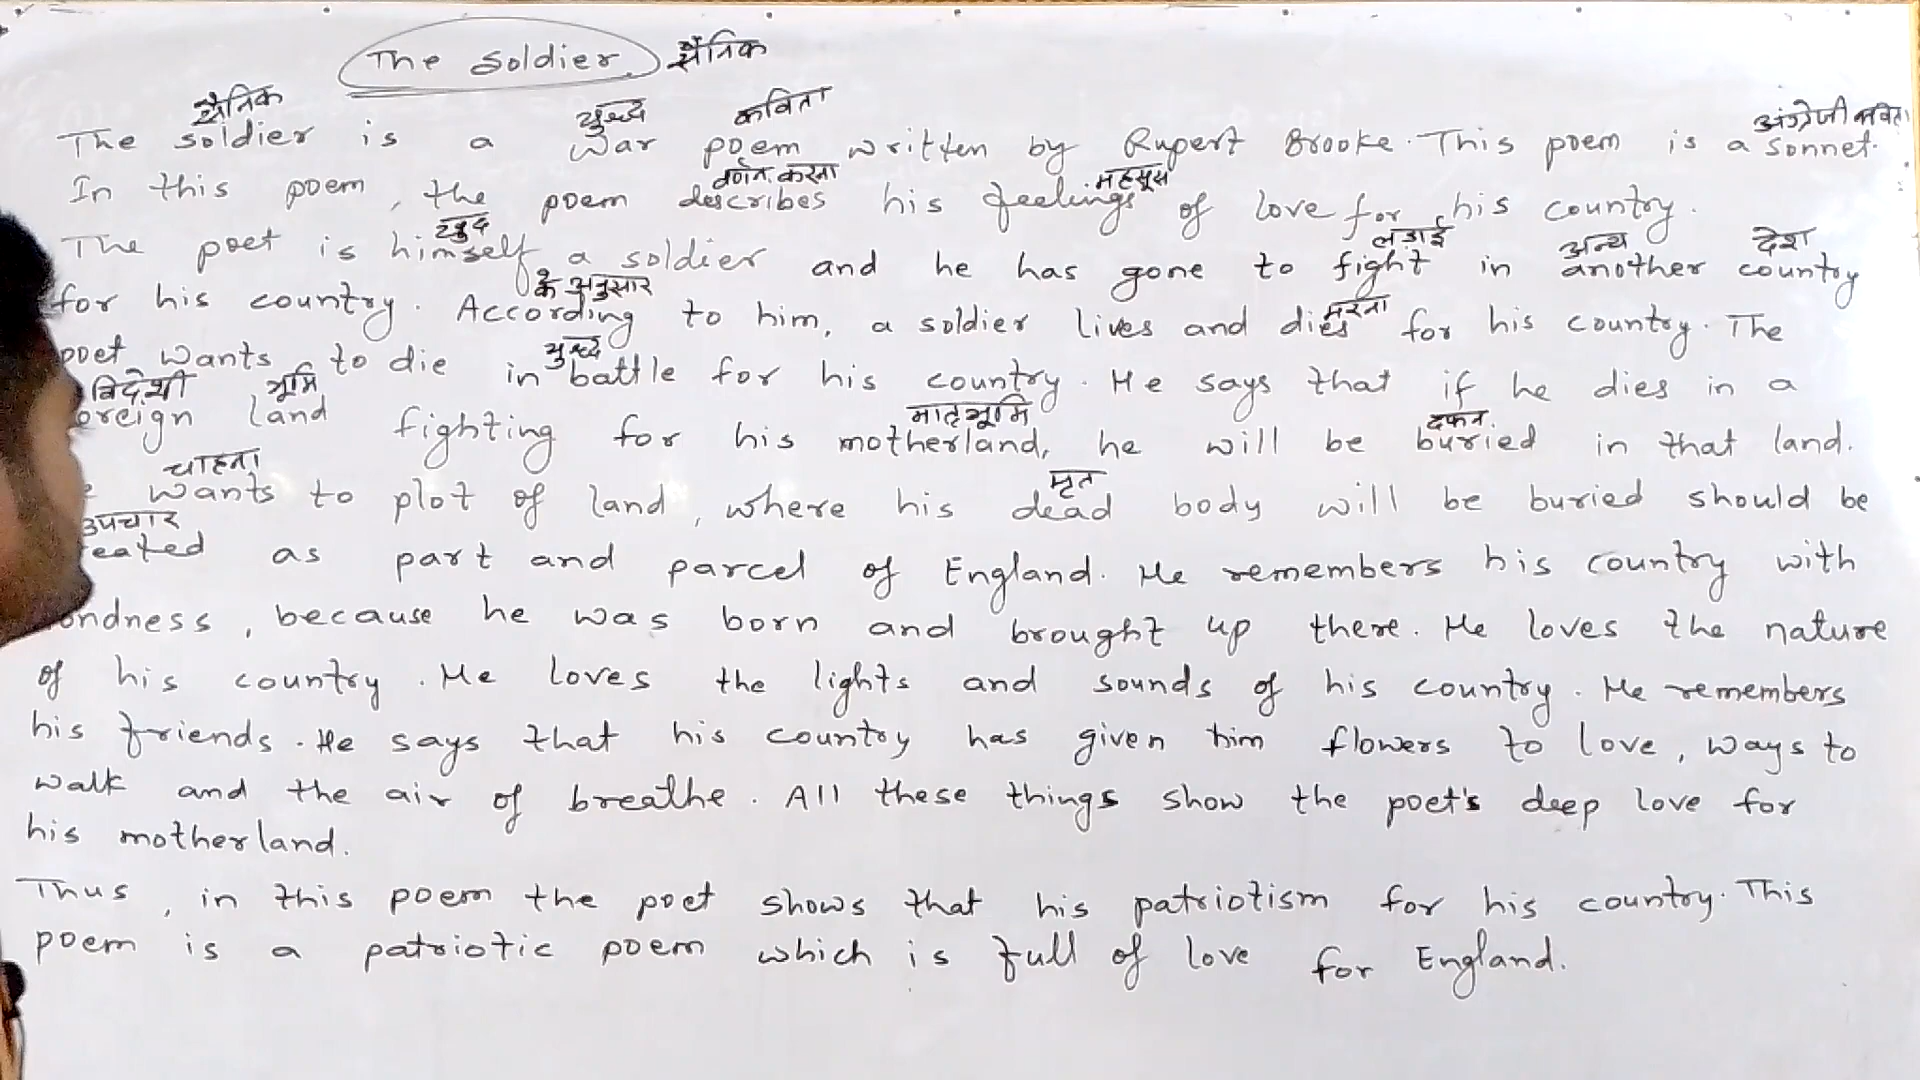 The Soldier सैनिक
सैनिक युद्ध कविता अंग्रेजी कविता
The soldier is a war poem written by Rupert Brooke. This poem is a sonnet.
वर्णन करना महसूस
In this poem, the poem describes his feelings of love for his country.
खुद लड़ाई अन्य देश
The poet is himself a soldier and he has gone to fight in another country
के अनुसार मरना
for his country. According to him, a soldier lives and dies for his country. The
युद्ध
poet wants to die in battle for his country. He says that if he dies in a
विदेशी भूमि मातृभूमि दफन
foreign land fighting for his motherland, he will be buried in that land.
चाहता मृत
wants to plot of land, where his dead body will be buried should be
उपचार
treated as part and parcel of England. He remembers his country with
ondness, because he was born and brought up there. He loves the nature
of his country. He loves the lights and sounds of his country. He remembers
his friends. He says that his country has given him flowers to love, ways to
walk and the air of breathe. All these things show the poet's deep love for
his motherland.
Thus, in this poem the poet shows that his patriotism for his country. This
poem is a patriotic poem which is full of love for England.